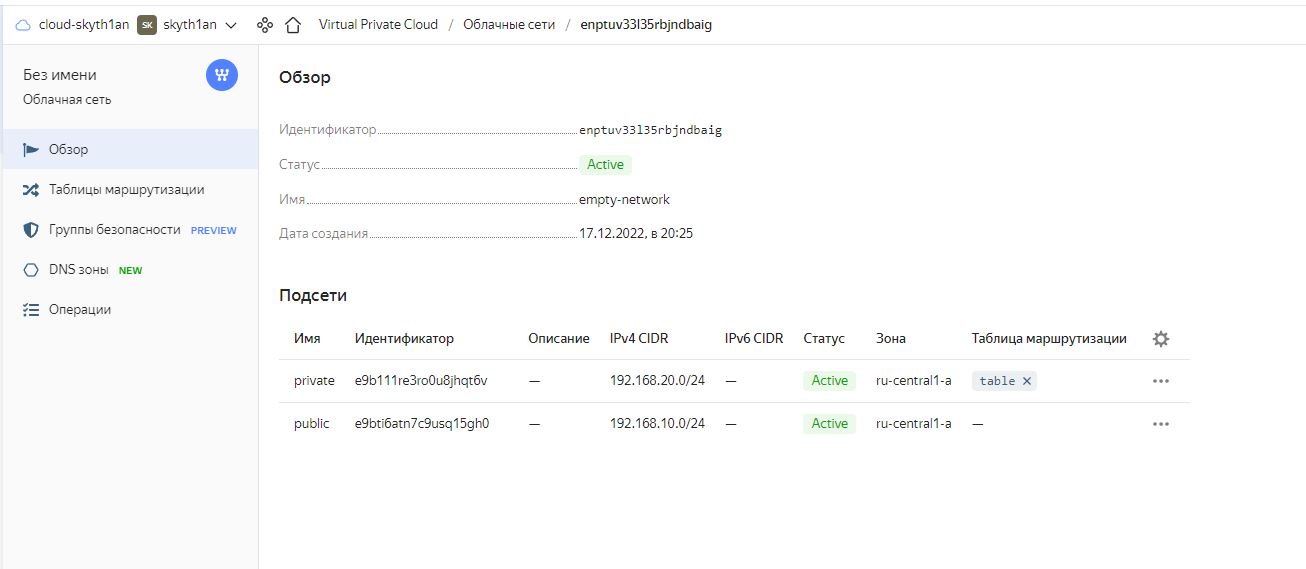 cloud-skyth1an SK skyth1an Virtual Private Cloud / Облачные сети / enptuv33l35rbjndbaig
Без имени
Облачная сеть
Обзор
Таблицы маршрутизации
Группы безопасности PREVIEW
DNS зоны NEW
Операции
Обзор
Идентификатор enptuv33l35rbjndbaig
Статус Active
Имя empty-network
Дата создания 17.12.2022, в 20:25
Подсети
Имя Идентификатор Описание IPv4 CIDR IPv6 CIDR Статус Зона Таблица маршрутизации
private e9b111re3ro0u8jhqt6v — 192.168.20.0/24 — Active ru-central1-a table ×
public e9bti6atn7c9usq15gh0 — 192.168.10.0/24 — Active ru-central1-a —